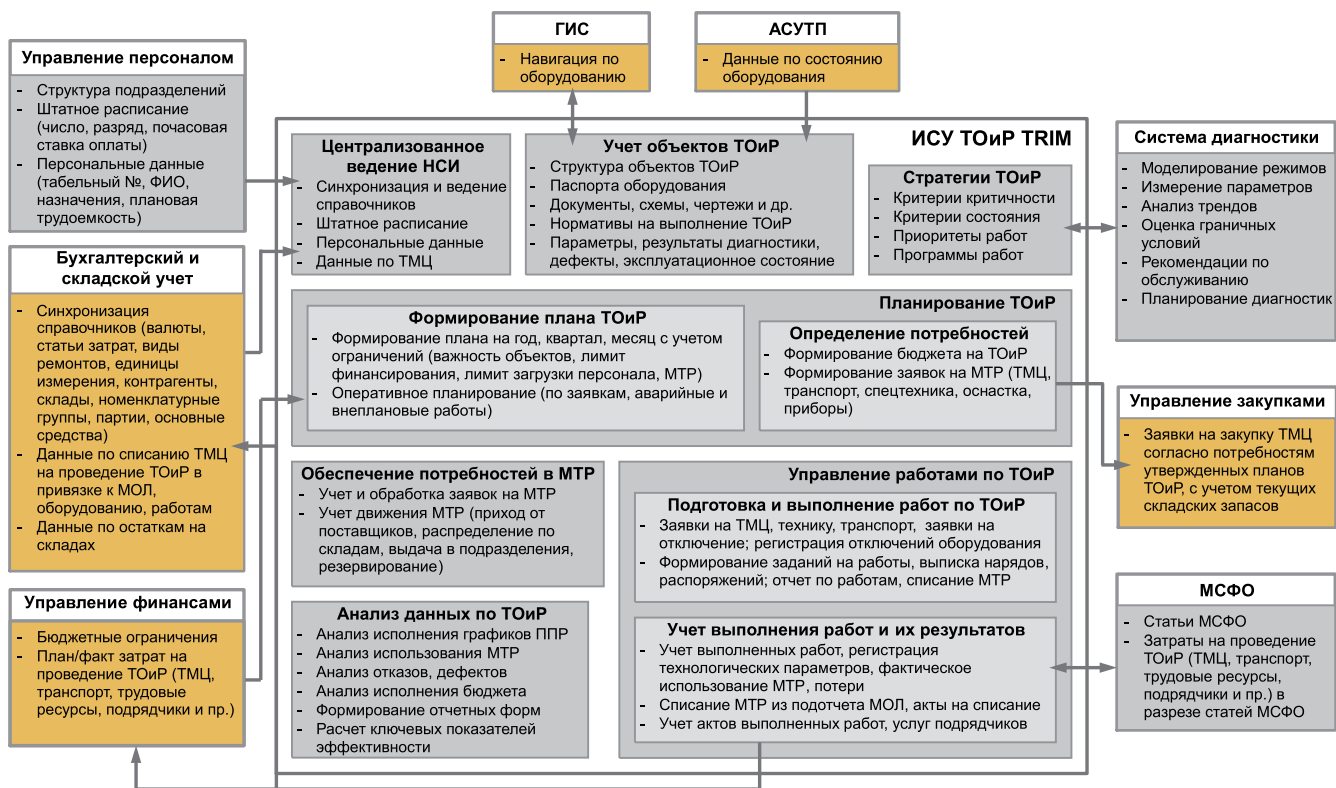 ГИС
- Навигация по
оборудованию
АСУТП
- Данные по состоянию
оборудования
Управление персоналом
- Структура подразделений
- Штатное расписание
(число, разряд, почасовая
ставка оплаты)
- Персональные данные
(табельный №, ФИО,
назначения, плановая
трудоемкость)
Бухгалтерский и
складской учет
- Синхронизация
справочников (валюты,
статьи затрат, виды
ремонтов, единицы
измерения, контрагенты,
склады, номенклатурные
группы, партии, основные
средства)
- Данные по списанию ТМЦ
на проведение ТОиР в
привязке к МОЛ,
оборудованию, работам
- Данные по остаткам на
складах
Управление финансами
- Бюджетные ограничения
- План/факт затрат на
проведение ТОиР (ТМЦ,
транспорт, трудовые
ресурсы, подрядчики и пр.)
ИСУ ТОиР TRIM
Централизованное
ведение НСИ
- Синхронизация и ведение
справочников
- Штатное расписание
- Персональные данные
- Данные по ТМЦ
Учет объектов ТОиР
- Структура объектов ТОиР
- Паспорта оборудования
- Документы, схемы, чертежи и др.
- Нормативы на выполнение ТОиР
- Параметры, результаты диагностики,
дефекты, эксплуатационное состояние
Стратегии ТОиР
- Критерии критичности
- Критерии состояния
- Приоритеты работ
- Программы работ
Планирование ТОиР
Формирование плана ТОиР
- Формирование плана на год, квартал, месяц с учетом
ограничений (важность объектов, лимит
финансирования, лимит загрузки персонала, МТР)
- Оперативное планирование (по заявкам, аварийные и
внеплановые работы)
Определение потребностей
- Формирование бюджета на ТОиР
- Формирование заявок на МТР (ТМЦ,
транспорт, спецтехника, оснастка,
приборы)
Обеспечение потребностей в МТР
- Учет и обработка заявок на МТР
- Учет движения МТР (приход от
поставщиков, распределение по
складам, выдача в подразделения,
резервирование)
Анализ данных по ТОиР
- Анализ исполнения графиков ППР
- Анализ использования МТР
- Анализ отказов, дефектов
- Анализ исполнения бюджета
- Формирование отчетных форм
- Расчет ключевых показателей
эффективности
Управление работами по ТОиР
Подготовка и выполнение работ по ТОиР
- Заявки на ТМЦ, технику, транспорт, заявки на
отключение; регистрация отключений оборудования
- Формирование заданий на работы, выписка нарядов,
распоряжений; отчет по работам, списание МТР
Учет выполнения работ и их результатов
- Учет выполненных работ, регистрация
технологических параметров, фактическое
использование МТР, потери
- Списание МТР из подотчета МОЛ, акты на списание
- Учет актов выполненных работ, услуг подрядчиков
Система диагностики
- Моделирование режимов
- Измерение параметров
- Анализ трендов
- Оценка граничных
условий
- Рекомендации по
обслуживанию
- Планирование диагностик
Управление закупками
- Заявки на закупку ТМЦ
согласно потребностям
утвержденных планов
ТОиР, с учетом текущих
складских запасов
МСФО
- Статьи МСФО
- Затраты на проведение
ТОиР (ТМЦ, транспорт,
трудовые ресурсы,
подрядчики и пр.) в
разрезе статей МСФО